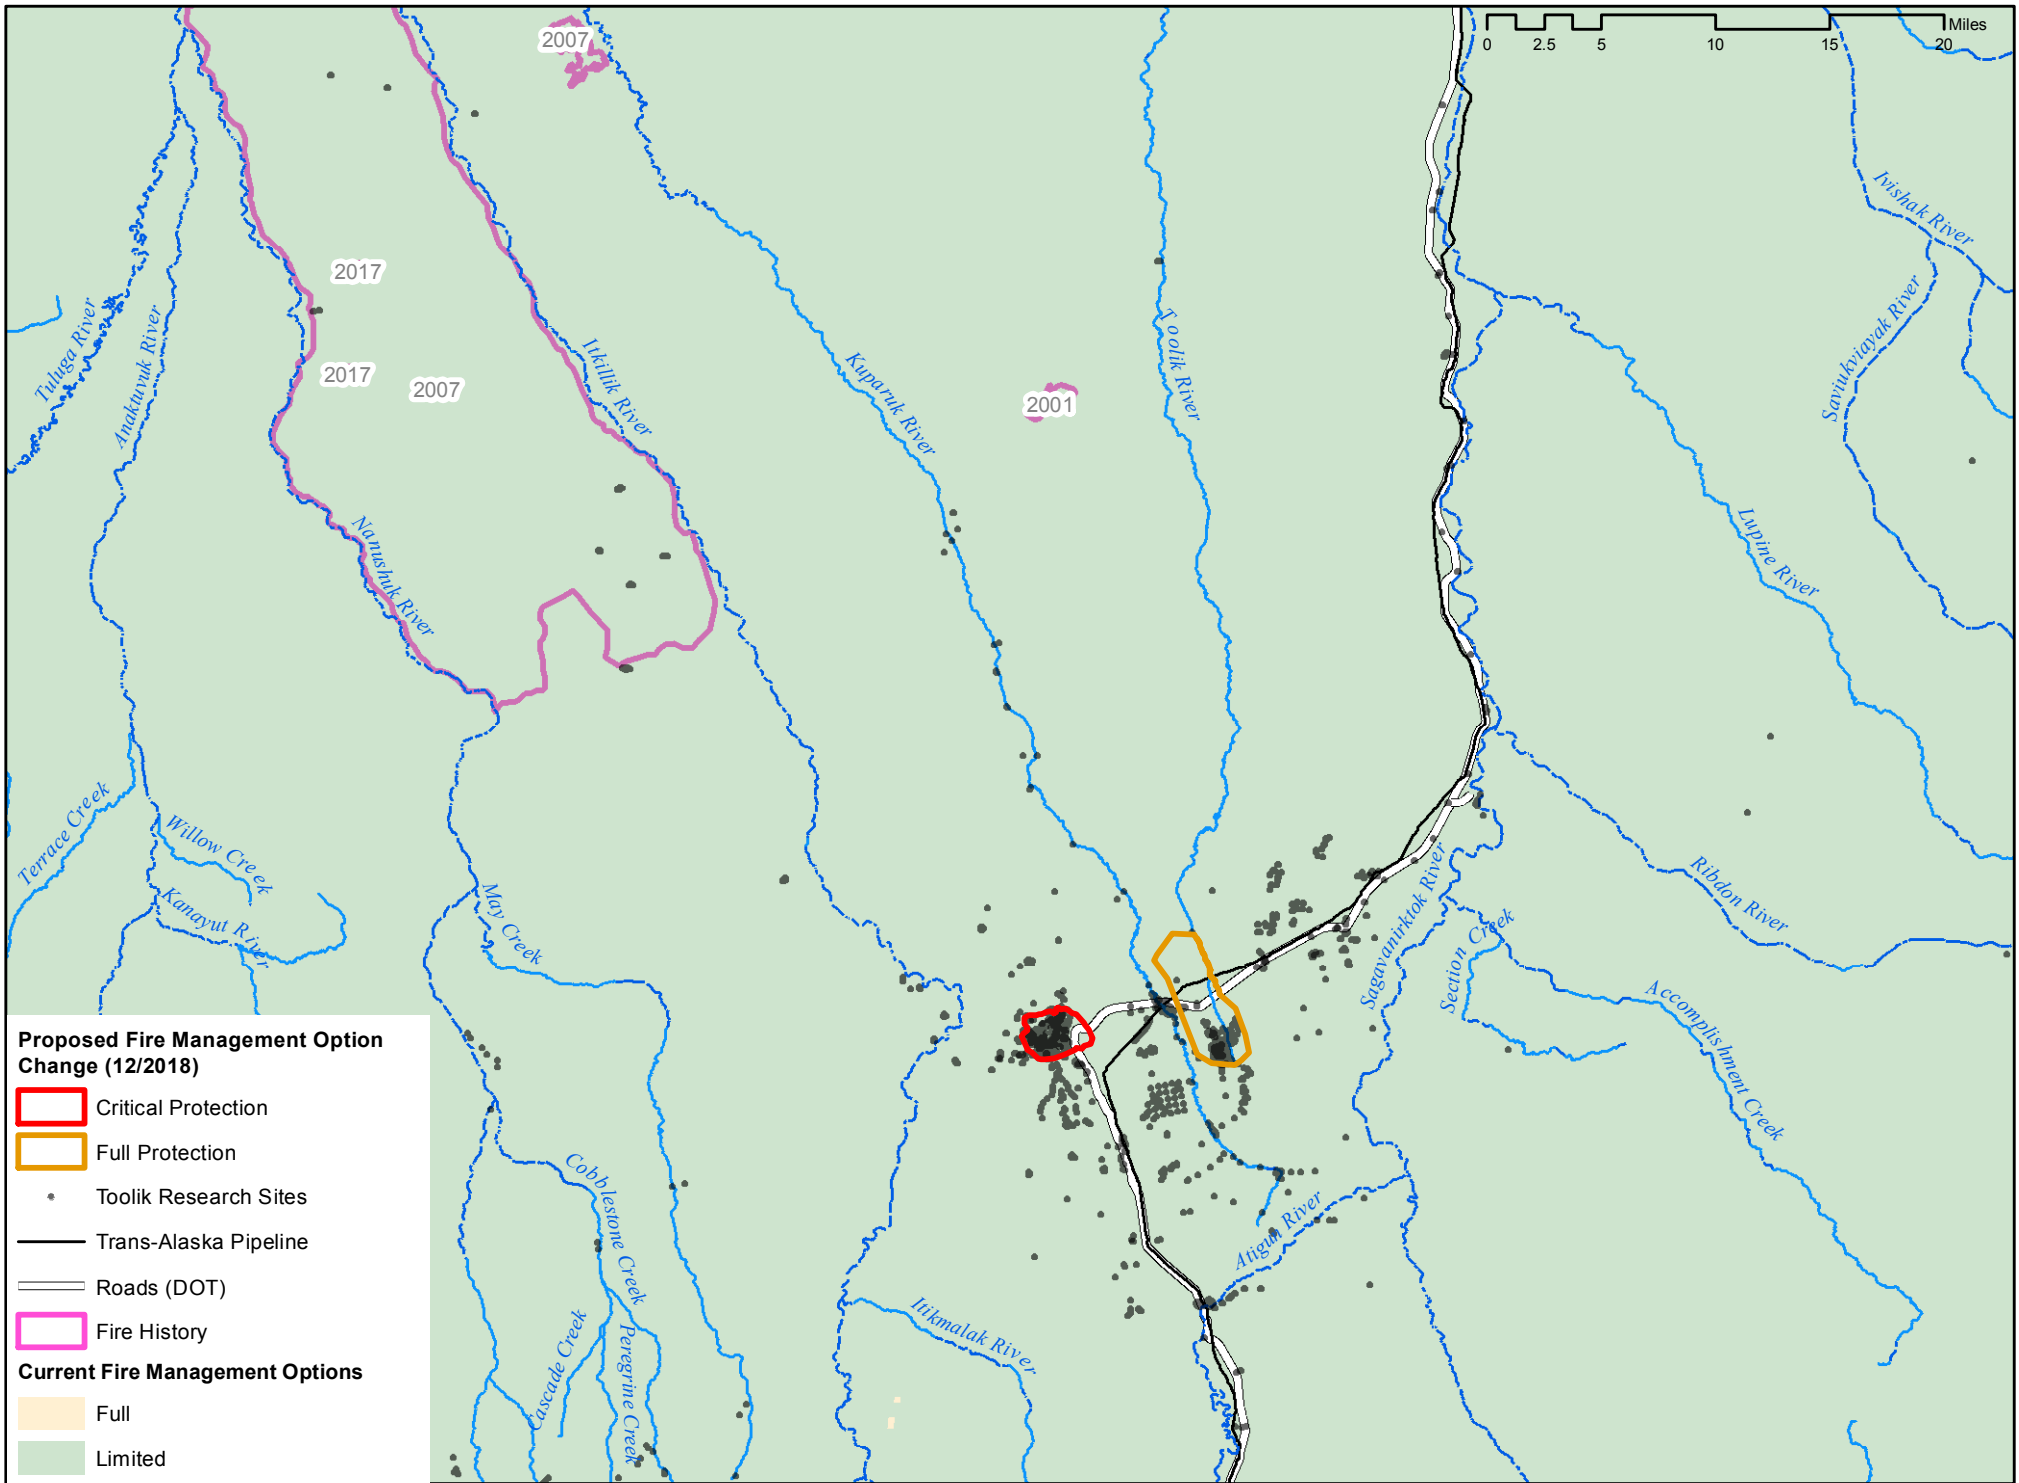 2007
Miles
0
2.5
5
10
15
20
Ivishak River
2017
Tuluga River
Anaktuvuk River
Saviukviayak River
Toolik River
Itkillik River
Kuparuk River
2017
2007
2001
Nanushuk River
Lupine River
Terrace Creek
Willow Creek
Kanayut River
May Creek
Sagavanirktok River
Section Creek
Ribdon River
Accomplishment Creek
Cobblestone Creek
Atigun River
Itikmalak River
Cascade Creek
Peregrine Creek
Proposed Fire Management Option
Change (12/2018)
Critical Protection
Full Protection
Toolik Research Sites
Trans-Alaska Pipeline
Roads (DOT)
Fire History
Current Fire Management Options
Full
Limited